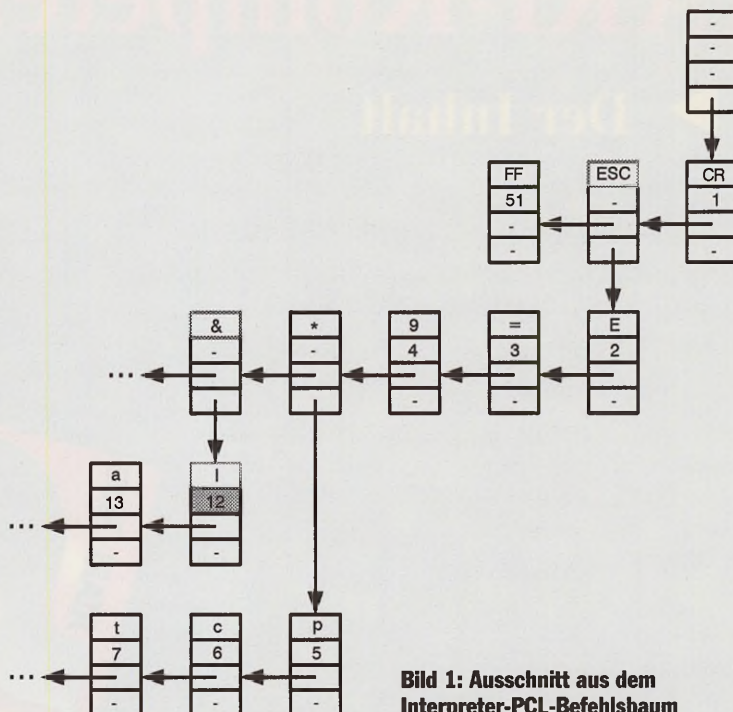 -
-
-
FF ESC CR
51 - 1
-
- -
& * 9 = E
- - 4 3 2
...
- - -
a l
13 12
...
- -
t c p
7 6 5
...
- - -
Bild 1: Ausschnitt aus dem
Interpreter-PCL-Befehlsbaum